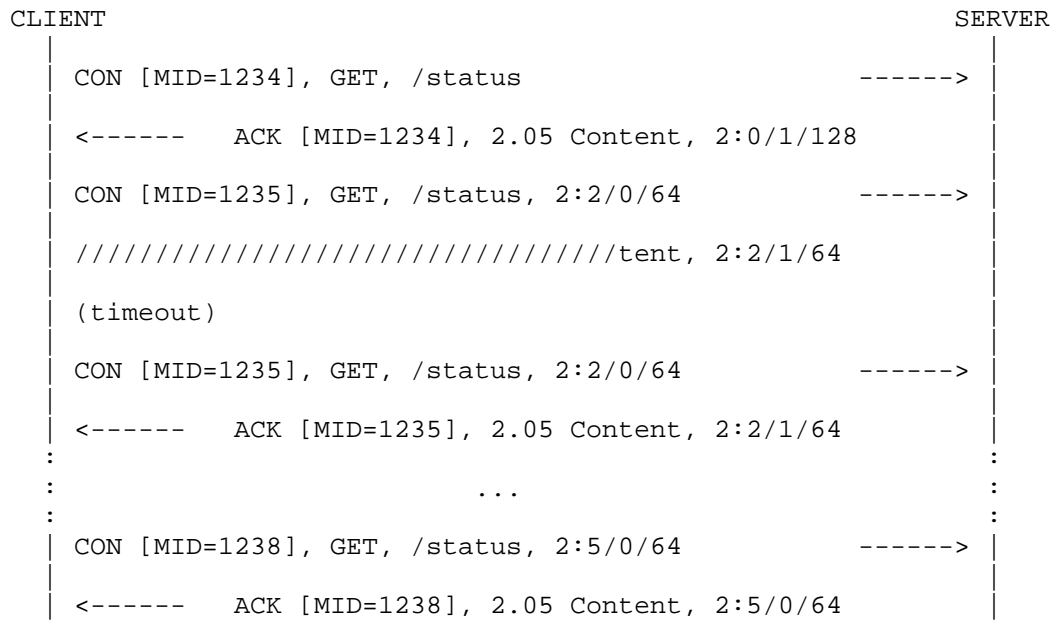 CLIENT                                                     SERVER
|                                                          |
| CON [MID=1234], GET, /status                     ------> |
|                                                          |
| <------   ACK [MID=1234], 2.05 Content, 2:0/1/128        |
|                                                          |
| CON [MID=1235], GET, /status, 2:2/0/64           ------> |
|                                                          |
| //////////////////////////////////tent, 2:2/1/64         |
|                                                          |
| (timeout)                                                |
|                                                          |
| CON [MID=1235], GET, /status, 2:2/0/64           ------> |
|                                                          |
| <------   ACK [MID=1235], 2.05 Content, 2:2/1/64         |
:                                                          :
:                          ...                             :
:                                                          :
| CON [MID=1238], GET, /status, 2:5/0/64           ------> |
|                                                          |
| <------   ACK [MID=1238], 2.05 Content, 2:5/0/64         |